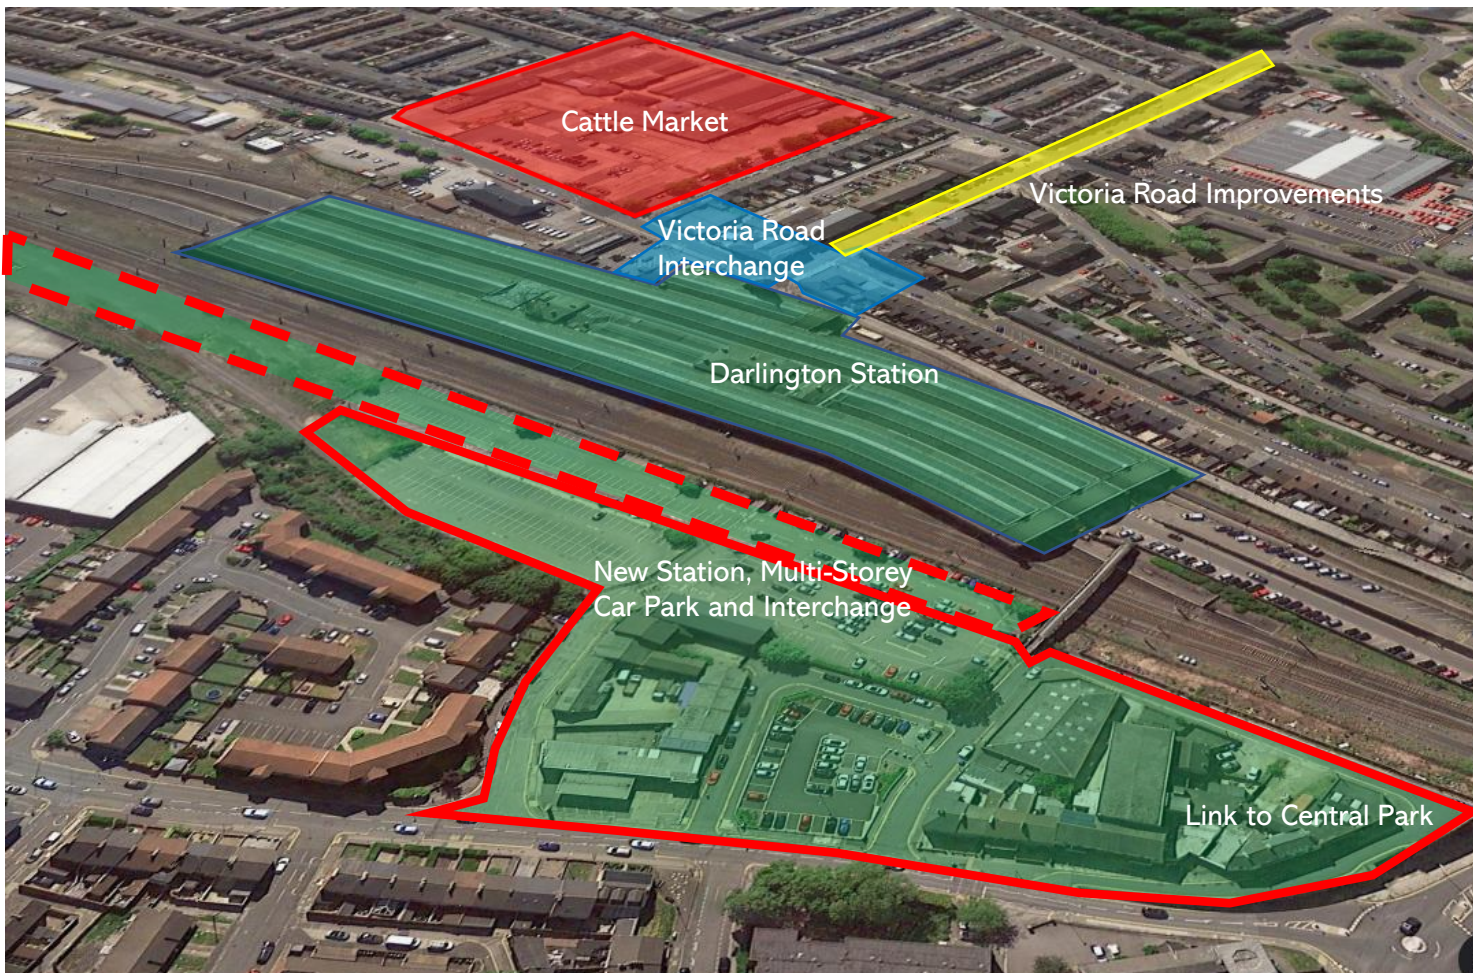 Cattle Market
Victoria Road Improvements
Victoria Road
Interchange
Darlington Station
New Station, Multi-Storey
Car Park and Interchange
Link to Central Park